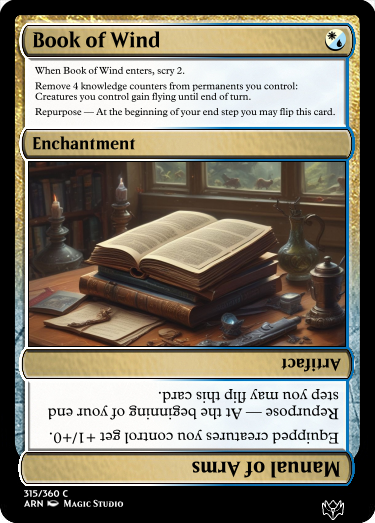 Book of Wind
When Book of Wind enters, scry 2.
Remove 4 knowledge counters from permanents you control:
Creatures you control gain flying until end of turn.
Repurpose — At the beginning of your end step you may flip this card.
Enchantment
Manual of Arms
Equipped creatures you control get +1/+0.
Repurpose — At the beginning of your end
step you may flip this card.
Artifact
315/360 C
ARN Magic Studio